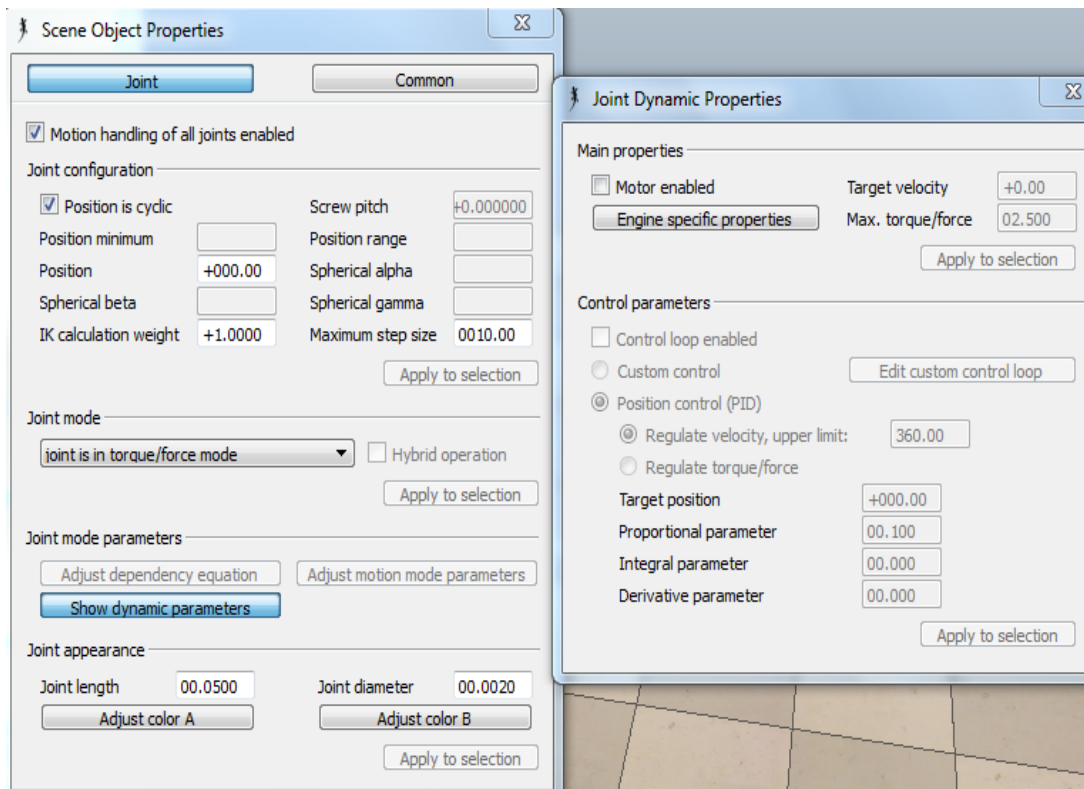 Scene Object Properties
Joint
Common
Motion handling of all joints enabled
Joint configuration
Position is cyclic
Screw pitch
+0.000000
Position minimum
Position range
Position
+000.00
Spherical alpha
Spherical beta
Spherical gamma
IK calculation weight
+1.0000
Maximum step size
0010.00
Apply to selection
Joint mode
joint is in torque/force mode
Hybrid operation
Apply to selection
Joint mode parameters
Adjust dependency equation
Adjust motion mode parameters
Show dynamic parameters
Joint appearance
Joint length
00.0500
Joint diameter
00.0020
Adjust color A
Adjust color B
Apply to selection
Joint Dynamic Properties
Main properties
Motor enabled
Target velocity
+0.00
Engine specific properties
Max. torque/force
02.500
Apply to selection
Control parameters
Control loop enabled
Custom control
Edit custom control loop
Position control (PID)
Regulate velocity, upper limit:
360.00
Regulate torque/force
Target position
+000.00
Proportional parameter
00.100
Integral parameter
00.000
Derivative parameter
00.000
Apply to selection